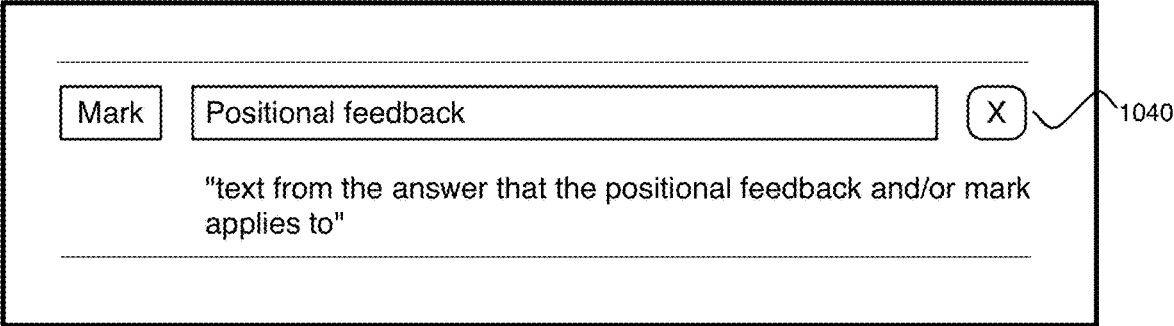 Mark Positional feedback X 1040
"text from the answer that the positional feedback and/or mark
applies to"